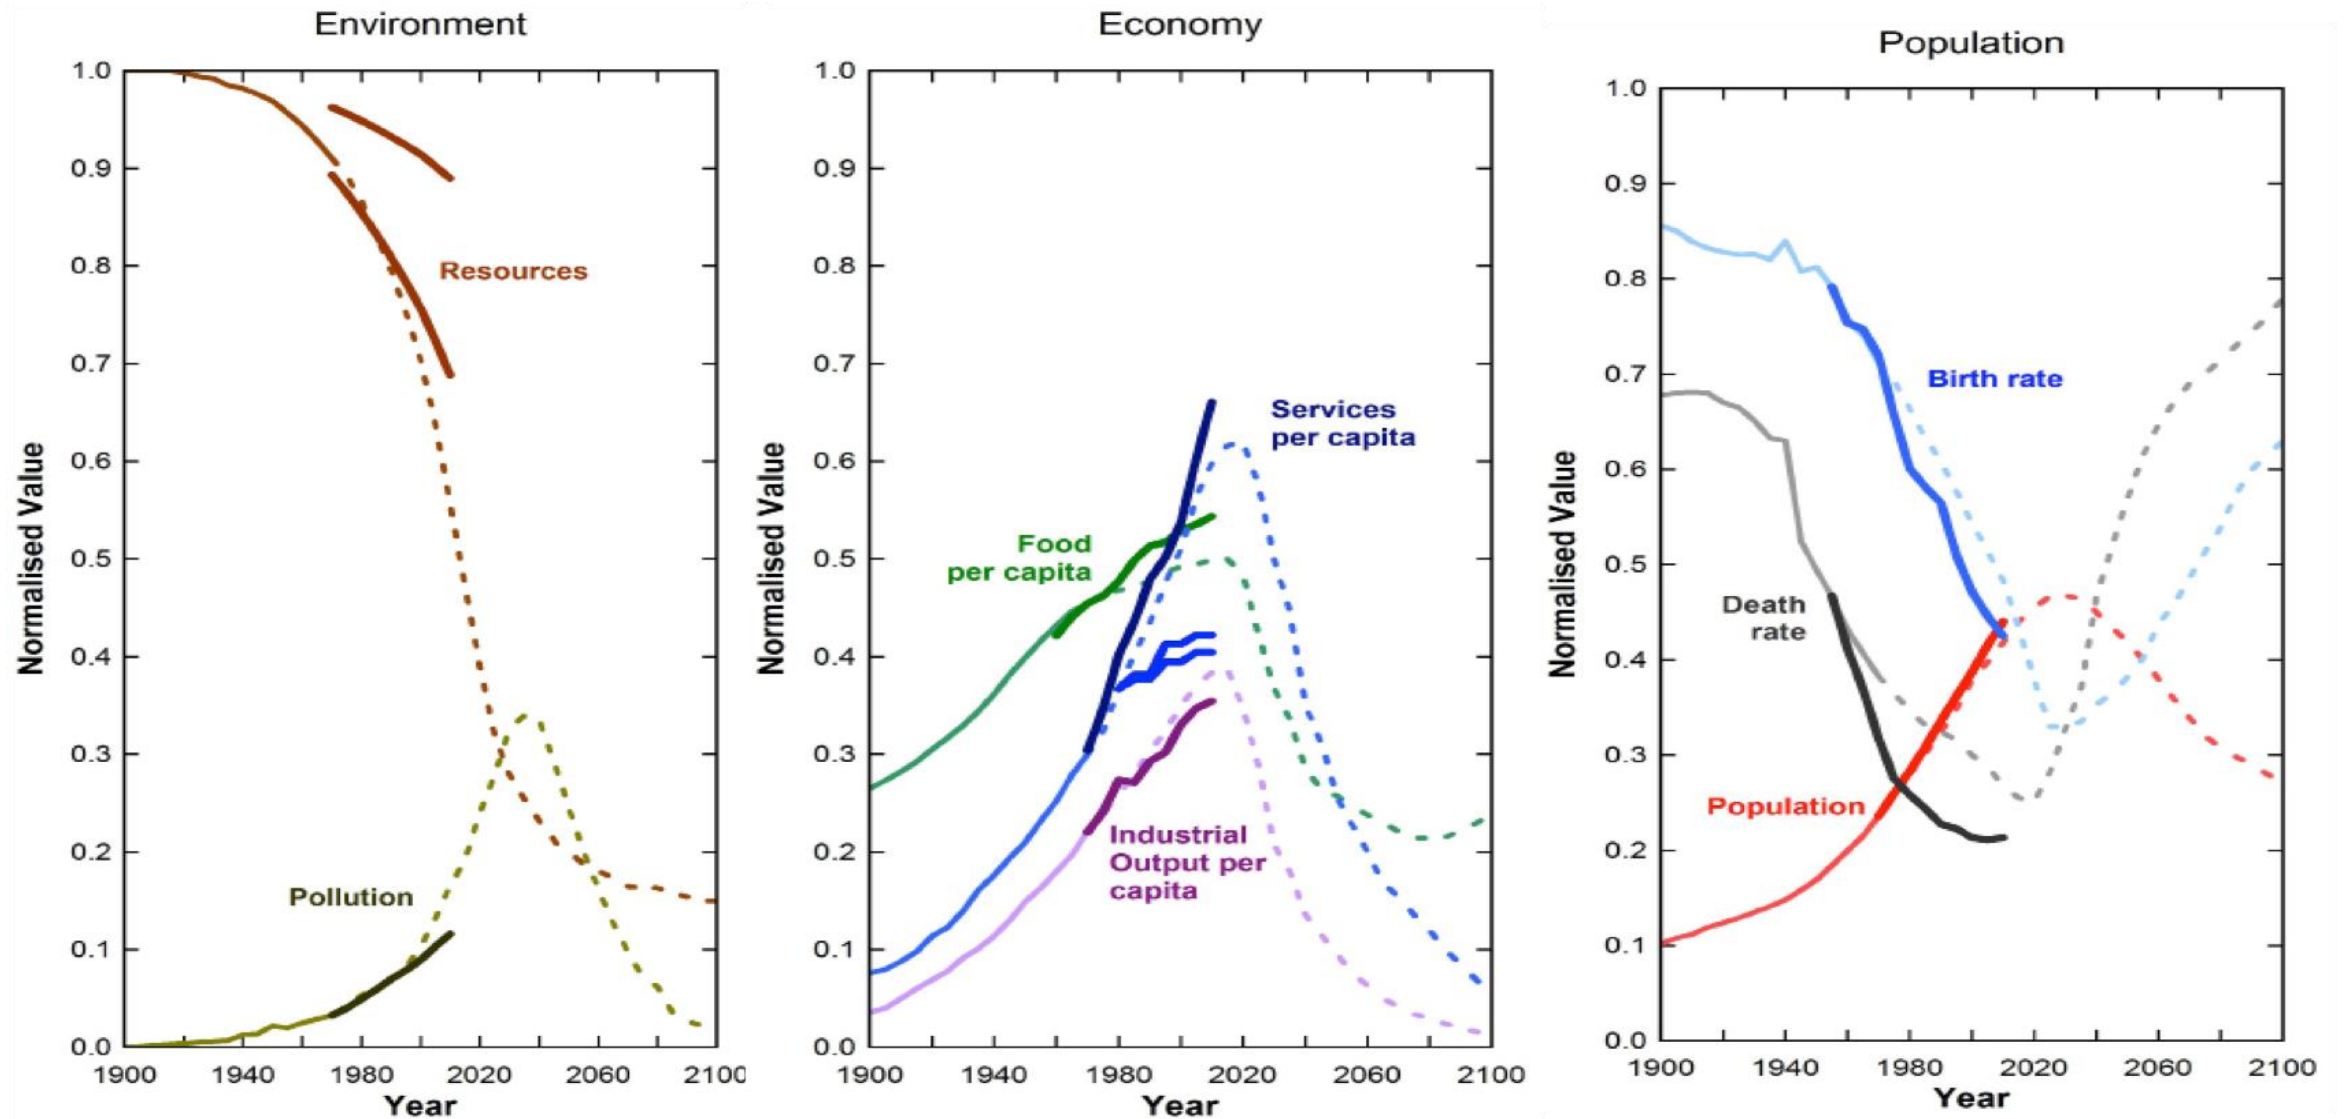 Environment
1.0
0.9
0.8
0.7
0.6
0.5
0.4
0.3
0.2
0.1
0.0
Normalised Value
Resources
Pollution
1900
1940
1980
2020
2060
2100
Year
Economy
1.0
0.9
0.8
0.7
0.6
0.5
0.4
0.3
0.2
0.1
0.0
Normalised Value
Services
per capita
Food
per capita
Industrial
Output per
capita
1900
1940
1980
2020
2060
2100
Year
Population
1.0
0.9
0.8
0.7
0.6
0.5
0.4
0.3
0.2
0.1
0.0
Normalised Value
Birth rate
Death
rate
Population
1900
1940
1980
2020
2060
2100
Year